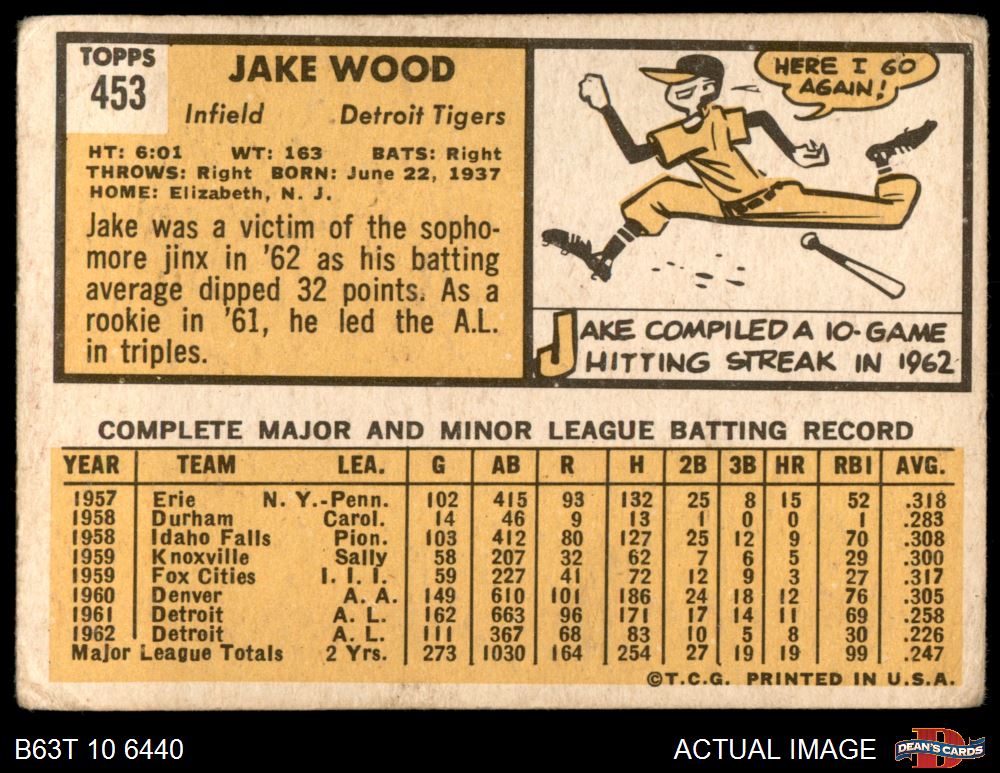 TOPPS
453
JAKE WOOD
Infield Detroit Tigers
HT: 6:01 WT: 163 BATS: Right
THROWS: Right BORN: June 22, 1937
HOME: Elizabeth, N. J.
Jake was a victim of the sopho-
more jinx in '62 as his batting
average dipped 32 points. As a
rookie in '61, he led the A.L.
in triples.
HERE I GO
AGAIN!
JAKE COMPILED A 10-GAME
HITTING STREAK IN 1962
COMPLETE MAJOR AND MINOR LEAGUE BATTING RECORD
YEAR TEAM LEA. G AB R H 2B 3B HR RBI AVG.
1957 Erie N. Y.-Penn. 102 415 93 132 25 8 15 52 .318
1958 Durham Carol. 14 46 9 13 1 0 0 1 .283
1958 Idaho Falls Pion. 103 412 80 127 25 12 9 70 .308
1959 Knoxville Sally 58 207 32 62 7 6 5 29 .300
1959 Fox Cities I. I. I. 59 227 41 72 12 9 3 27 .317
1960 Denver A. A. 149 610 101 186 24 18 12 76 .305
1961 Detroit A. L. 162 663 96 171 17 14 11 69 .258
1962 Detroit A. L. 111 367 68 83 10 5 8 30 .226
Major League Totals 2 Yrs. 273 1030 164 254 27 19 19 99 .247
©T.C.G. PRINTED IN U.S.A.
B63T 10 6440 ACTUAL IMAGE D DEAN'S CARDS